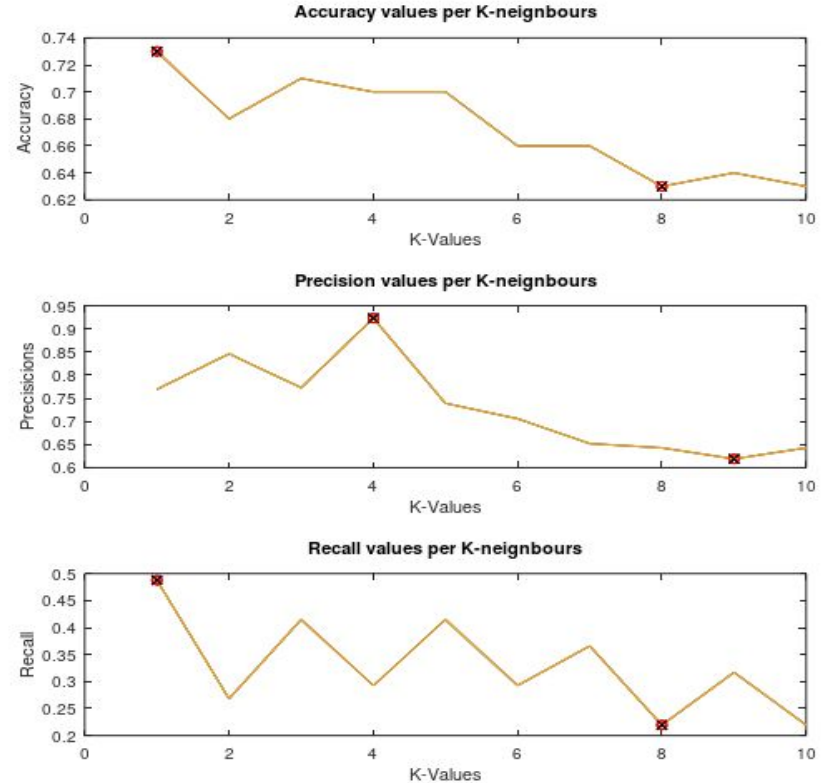 Accuracy values per K-neignbours
0.74
0.72
0.7
0.68
0.66
0.64
0.62
Accuracy
0 2 4 6 8 10
K-Values
Precision values per K-neignbours
0.95
0.9
0.85
0.8
0.75
0.7
0.65
0.6
Precisicions
0 2 4 6 8 10
K-Values
Recall values per K-neignbours
0.5
0.45
0.4
0.35
0.3
0.25
0.2
Recall
0 2 4 6 8 10
K-Values